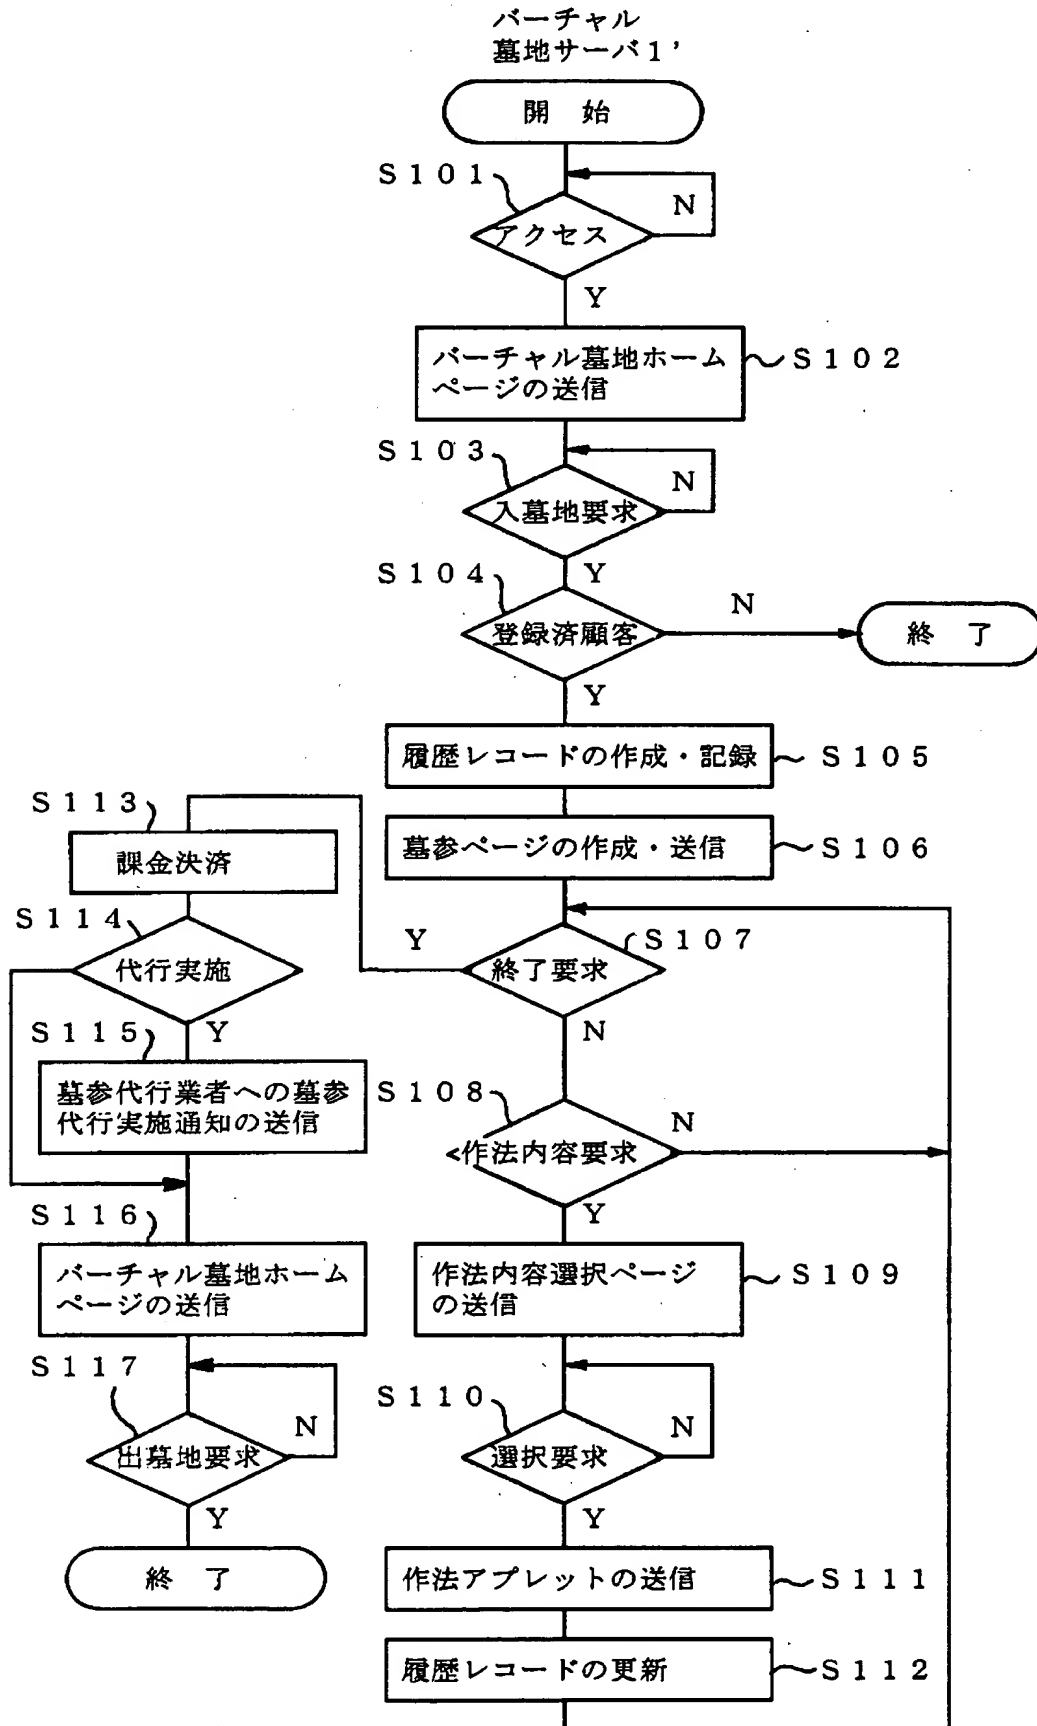 バーチャル
墓地サーバ1’
開 始
S101
アクセス
N
Y
バーチャル墓地ホーム
ページの送信
S102
S103
入墓地要求
N
Y
S104
登録済顧客
N
終 了
Y
履歴レコードの作成・記録
S105
墓参ページの作成・送信
S106
S107
終了要求
Y
N
S108
作法内容要求
N
Y
作法内容選択ページ
の送信
S109
S110
選択要求
N
Y
作法アプレットの送信
S111
履歴レコードの更新
S112
S113
課金決済
S114
代行実施
Y
S115
墓参代行業者への墓参
代行実施通知の送信
S116
バーチャル墓地ホーム
ページの送信
S117
出墓地要求
N
Y
終 了